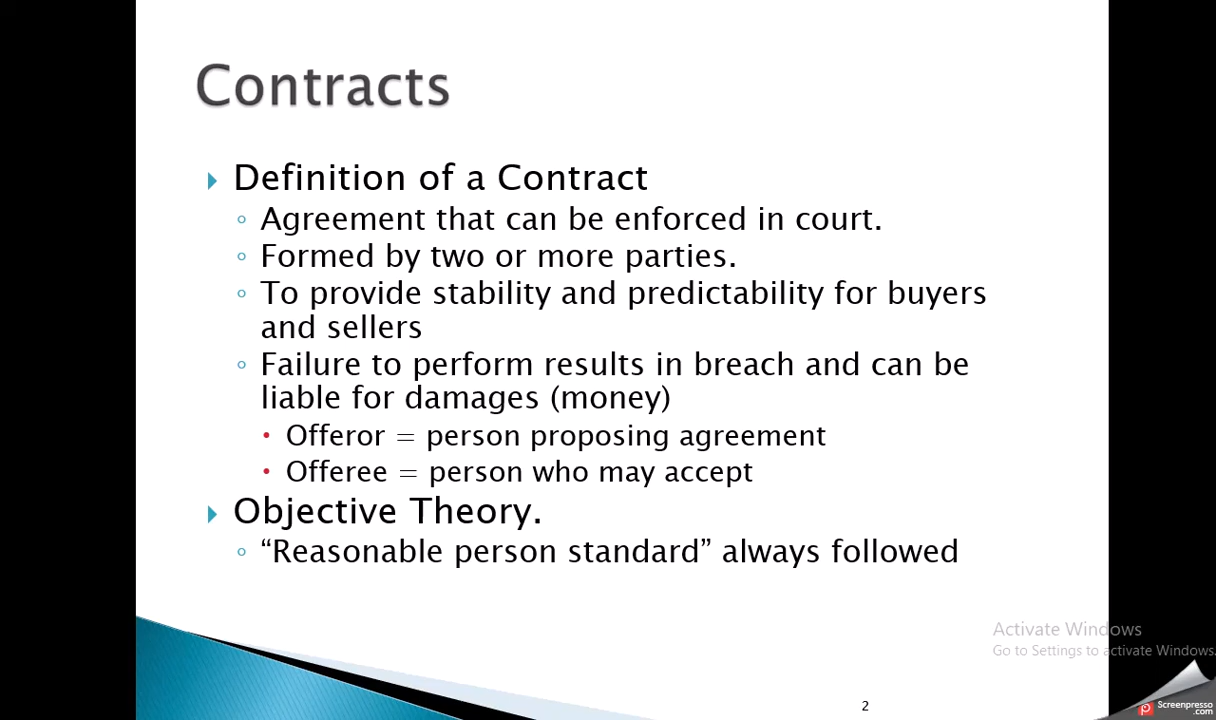 Contracts
Definition of a Contract
Agreement that can be enforced in court.
Formed by two or more parties.
To provide stability and predictability for buyers
and sellers
Failure to perform results in breach and can be
liable for damages (money)
Offeror = person proposing agreement
Offeree = person who may accept
Objective Theory.
“Reasonable person standard” always followed
Activate Windows
Go to Settings to activate Windows.
2
Screenpresso
.com